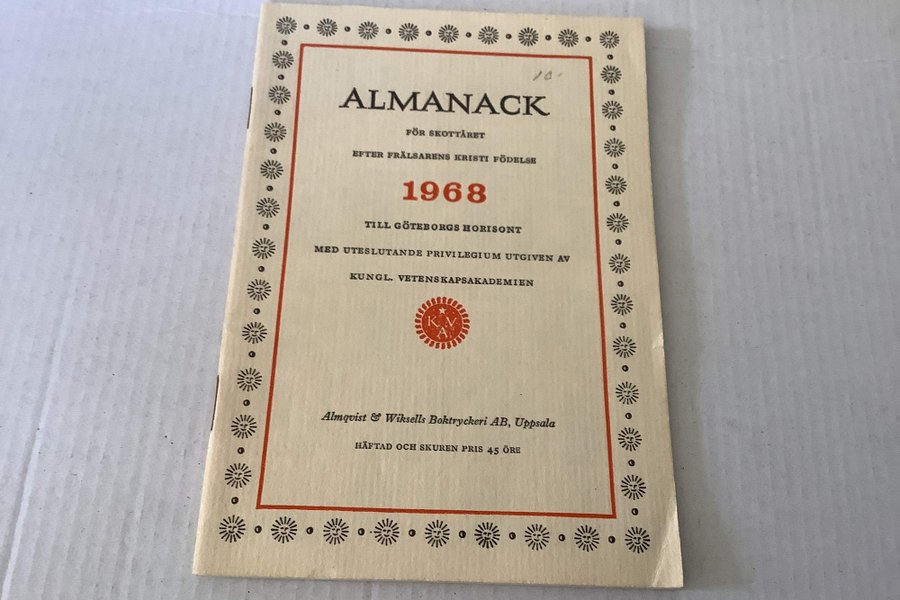 10-
ALMANACK
FÖR SKOTTÅRET
EFTER FRÄLSARENS KRISTI FÖDELSE
1968
TILL GÖTEBORGS HORISONT
MED UTESLUTANDE PRIVILEGIUM UTGIVEN AV
KUNGL. VETENSKAPSAKADEMIEN
K V
A
Almqvist & Wiksells Boktryckeri AB, Uppsala
HÄFTAD OCH SKUREN PRIS 45 ÖRE